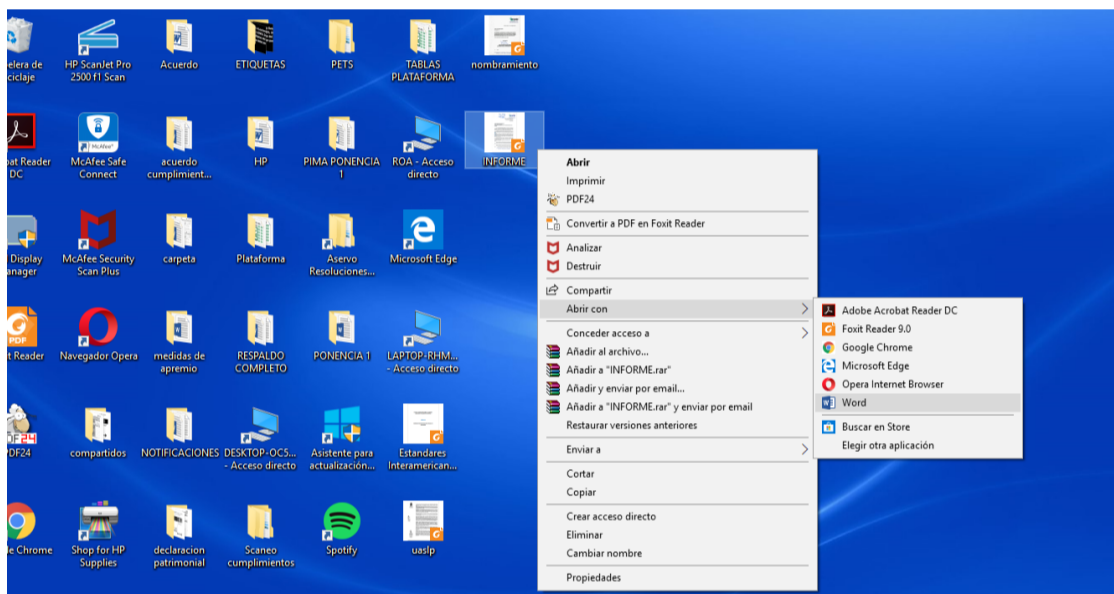 elera de
ciclaje
HP ScanJet Pro
2500 f1 Scan
Acuerdo
ETIQUETAS
PETS
TABLAS
PLATAFORMA
nombramiento
bat Reader
DC
McAfee
McAfee Safe
Connect
acuerdo
cumplimient...
HP
PIMA PONENCIA
1
ROA - Acceso
directo
INFORME
Display
anager
McAfee Security
Scan Plus
carpeta
Plataforma
Aservo
Resoluciones...
Microsoft Edge
PDF
t Reader
Navegador Opera
medidas de
apremio
RESPALDO
COMPLETO
PONENCIA 1
LAPTOP-RHM...
- Acceso directo
PDF24
compartidos
NOTIFICACIONES
DESKTOP-OC5...
- Acceso directo
Asistente para
actualización...
Estandares
Interamerican...
le Chrome
Shop for HP
Supplies
declaracion
patrimonial
Scaneo
cumplimientos
Spotify
uaslp
Abrir
Imprimir
PDF24
Convertir a PDF en Foxit Reader
Analizar
Destruir
Compartir
Abrir con
Conceder acceso a
Añadir al archivo...
Añadir a "INFORME.rar"
Añadir y enviar por email...
Añadir a "INFORME.rar" y enviar por email
Restaurar versiones anteriores
Enviar a
Cortar
Copiar
Crear acceso directo
Eliminar
Cambiar nombre
Propiedades
Adobe Acrobat Reader DC
Foxit Reader 9.0
Google Chrome
Microsoft Edge
Opera Internet Browser
Word
Buscar en Store
Elegir otra aplicación